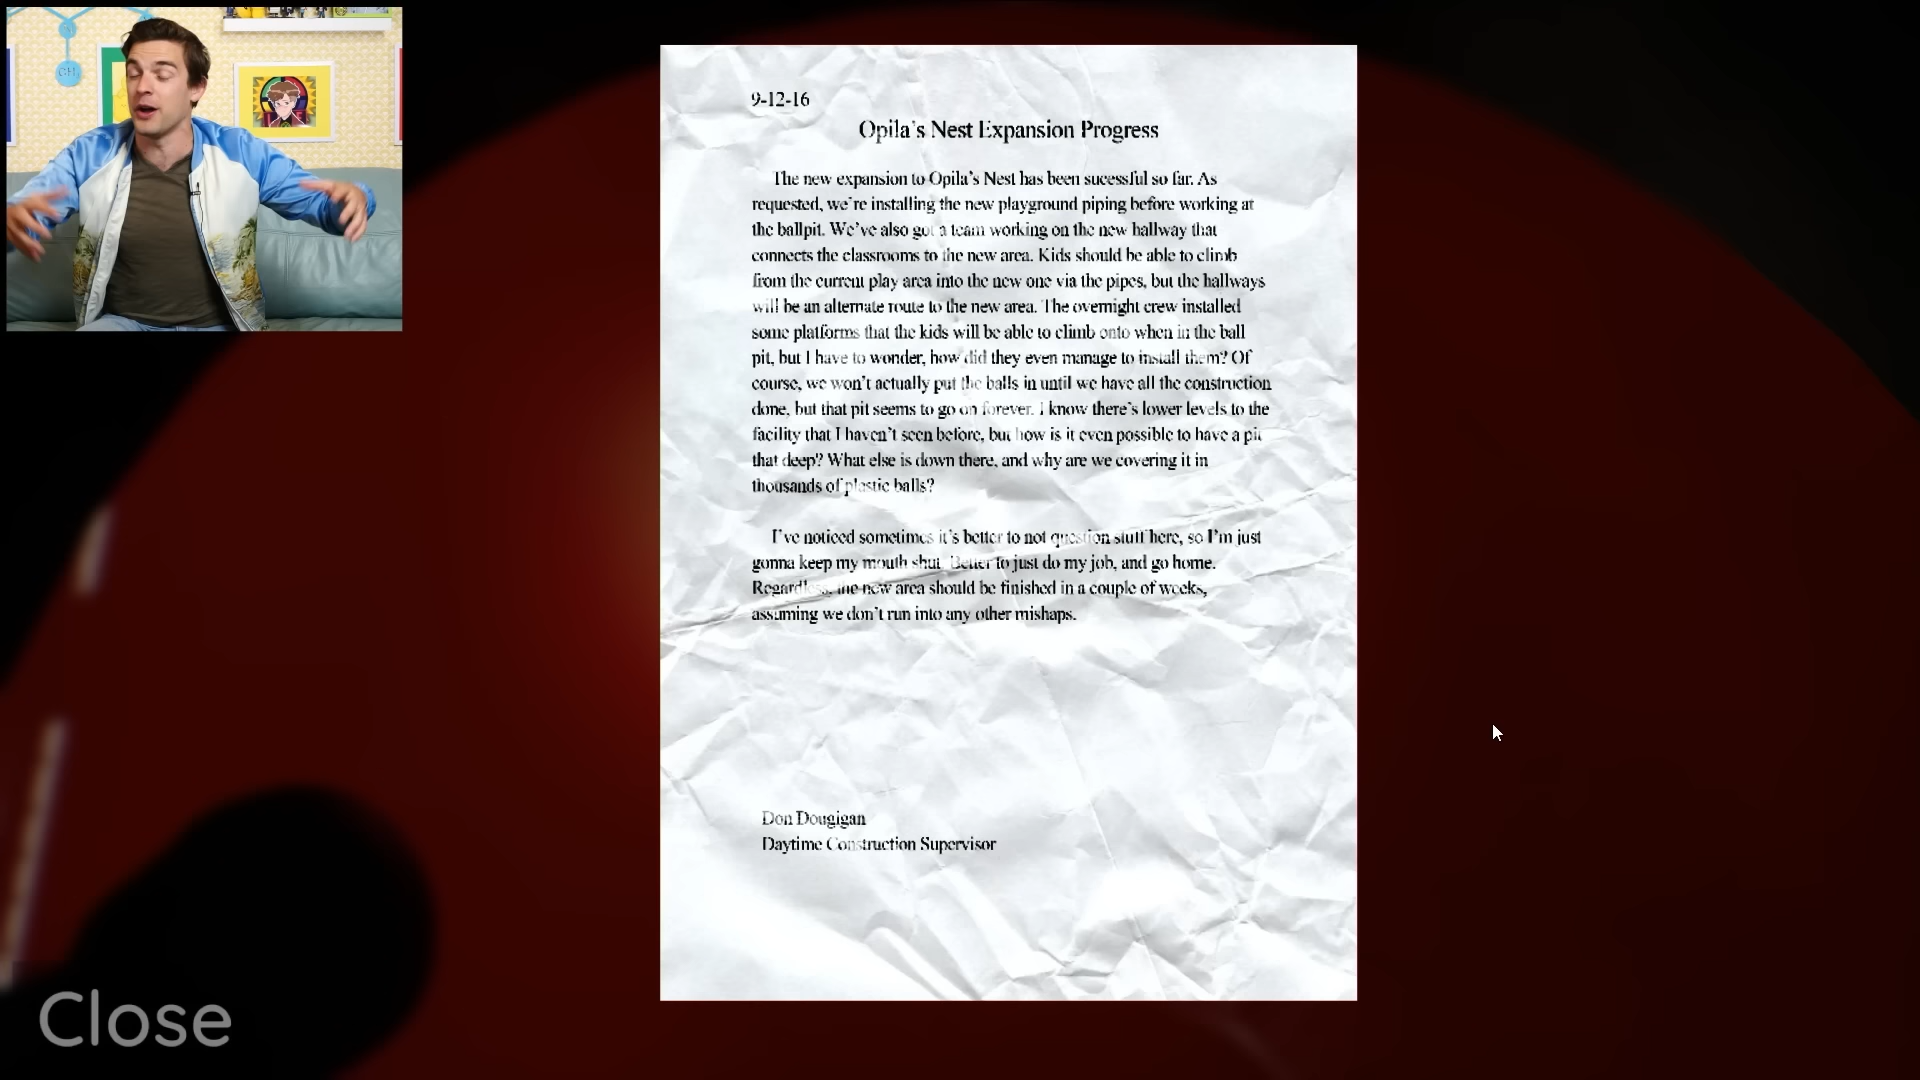 9-12-16
Opila's Nest Expansion Progress
The new expansion to Opila's Nest has been sucessful so far. As
requested, we're installing the new playground piping before working at
the ballpit. We've also got a team working on the new hallway that
connects the classrooms to the new area. Kids should be able to climb
from the current play area into the new one via the pipes, but the hallways
will be an alternate route to the new area. The overnight crew installed
some platforms that the kids will be able to climb onto when in the ball
pit, but I have to wonder, how did they even manage to install them? Of
course, we won't actually put the balls in until we have all the construction
done, but that pit seems to go on forever. I know there's lower levels to the
facility that I haven't seen before, but how is it even possible to have a pit
that deep? What else is down there, and why are we covering it in
thousands of plastic balls?
I've noticed sometimes it's better to not question stuff here, so I'm just
gonna keep my mouth shut. Better to just do my job, and go home.
Regardless, the new area should be finished in a couple of weeks,
assuming we don't run into any other mishaps.
Don Dougigan
Daytime Construction Supervisor
Close